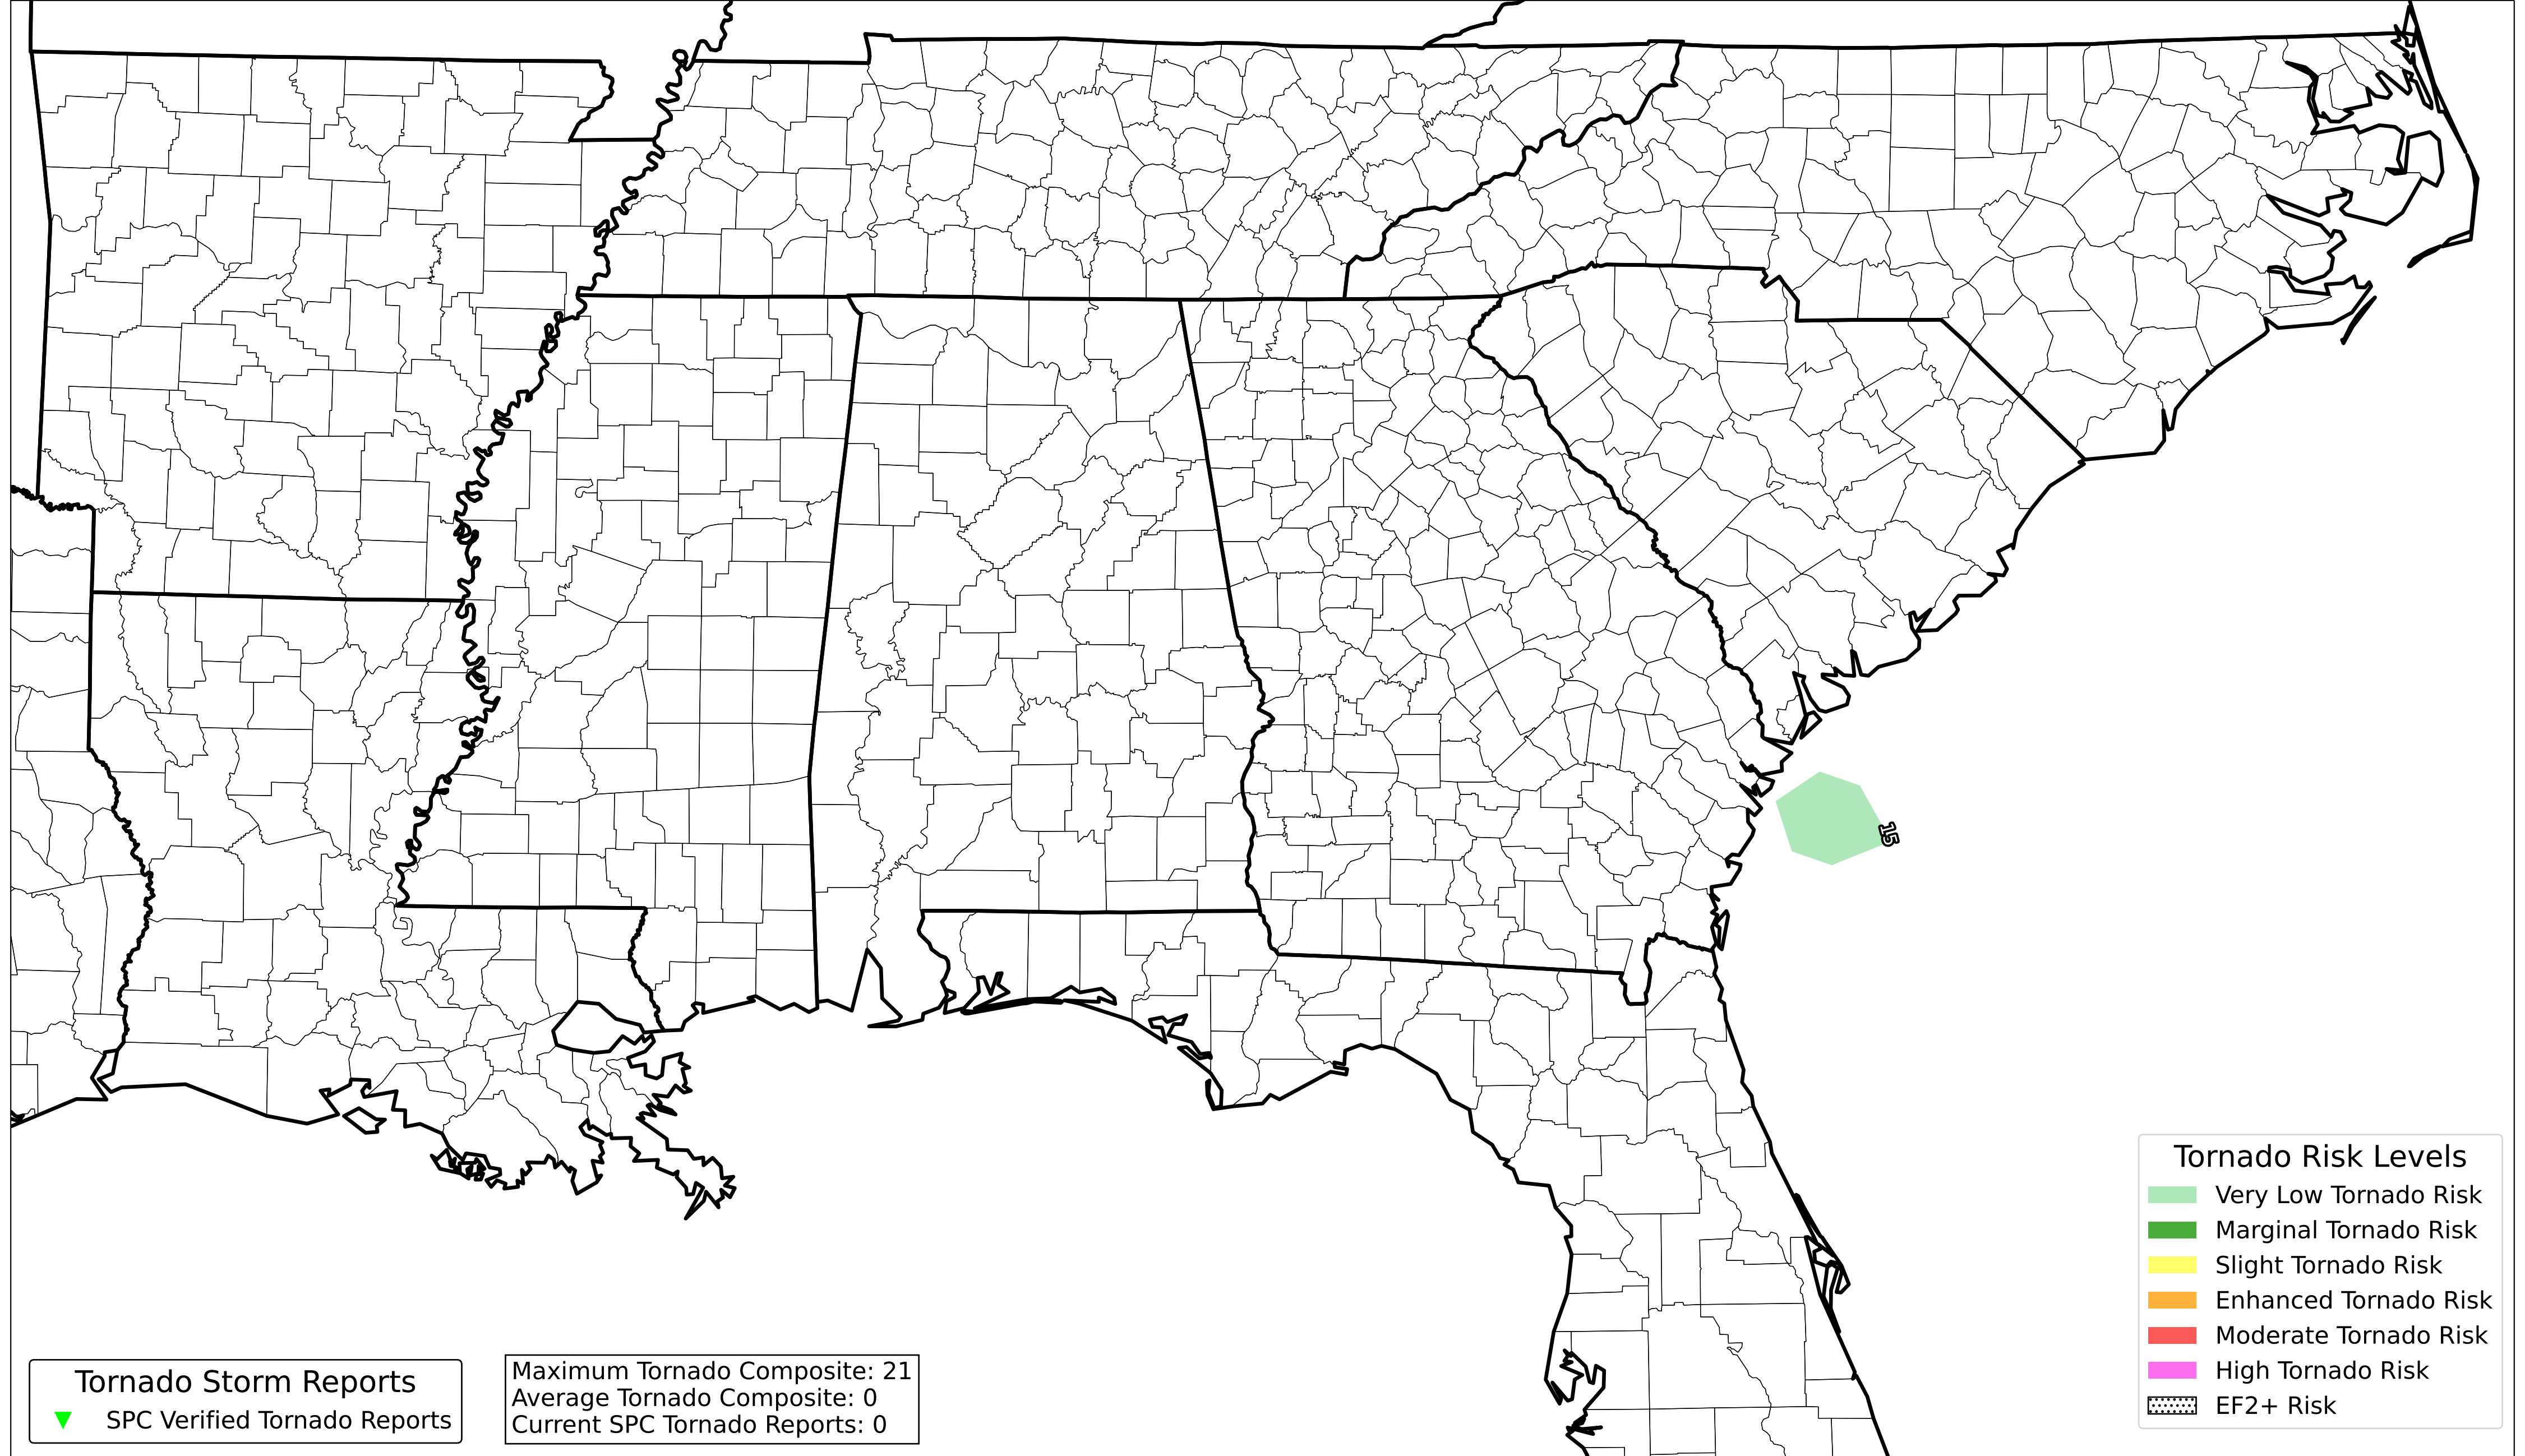 15
Tornado Risk Levels
Very Low Tornado Risk
Marginal Tornado Risk
Slight Tornado Risk
Enhanced Tornado Risk
Moderate Tornado Risk
High Tornado Risk
EF2+ Risk
Tornado Storm Reports
SPC Verified Tornado Reports
Maximum Tornado Composite: 21
Average Tornado Composite: 0
Current SPC Tornado Reports: 0